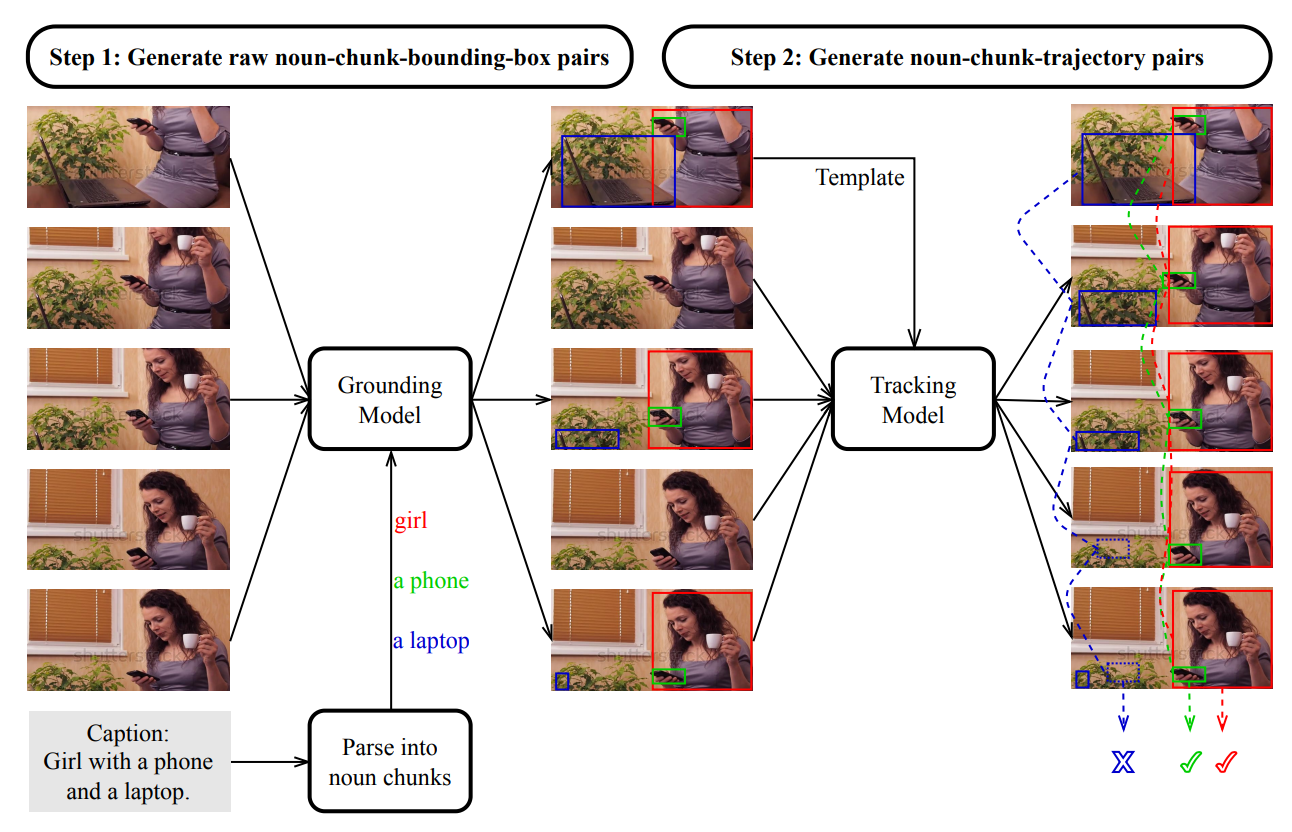 Step 1: Generate raw noun-chunk-bounding-box pairs
Step 2: Generate noun-chunk-trajectory pairs
Template
Grounding
Model
Tracking
Model
girl
a phone
a laptop
Caption:
Girl with a phone
and a laptop.
Parse into
noun chunks